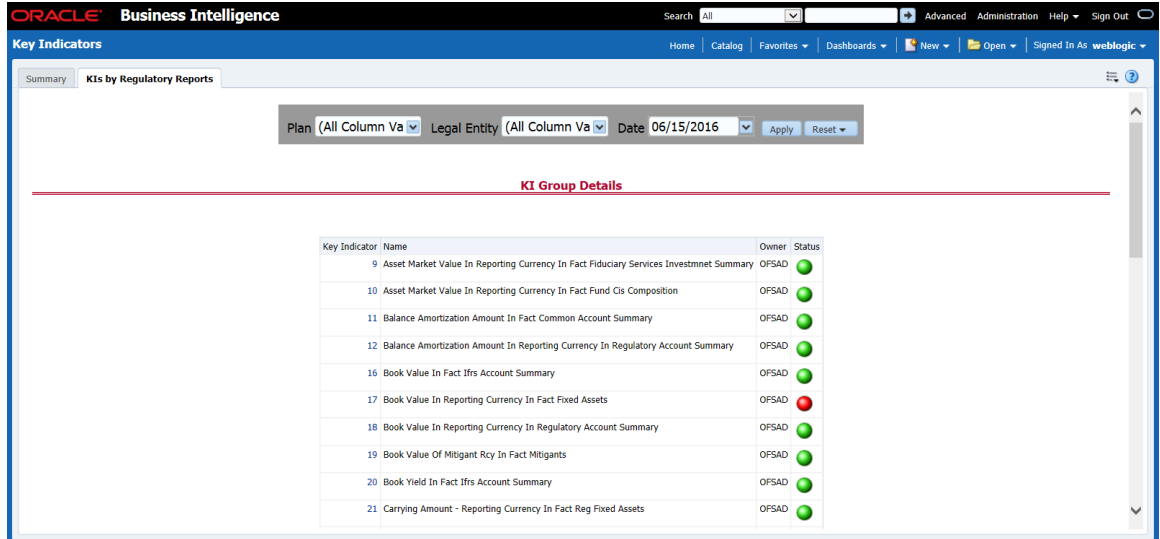 ORACLE Business Intelligence Search All Advanced Administration Help Sign Out
Key Indicators Home Catalog Favorites Dashboards New Open Signed In As weblogic
Summary KIs by Regulatory Reports
Plan (All Column Va Legal Entity (All Column Va Date 06/15/2016 Apply Reset
KI Group Details
Key Indicator Name Owner Status
9 Asset Market Value In Reporting Currency In Fact Fiduciary Services Investmnet Summary OFSAD
10 Asset Market Value In Reporting Currency In Fact Fund Cis Composition OFSAD
11 Balance Amortization Amount In Fact Common Account Summary OFSAD
12 Balance Amortization Amount In Reporting Currency In Regulatory Account Summary OFSAD
16 Book Value In Fact Ifrs Account Summary OFSAD
17 Book Value In Reporting Currency In Fact Fixed Assets OFSAD
18 Book Value In Reporting Currency In Regulatory Account Summary OFSAD
19 Book Value Of Mitigant Rcy In Fact Mitigants OFSAD
20 Book Yield In Fact Ifrs Account Summary OFSAD
21 Carrying Amount - Reporting Currency In Fact Reg Fixed Assets OFSAD